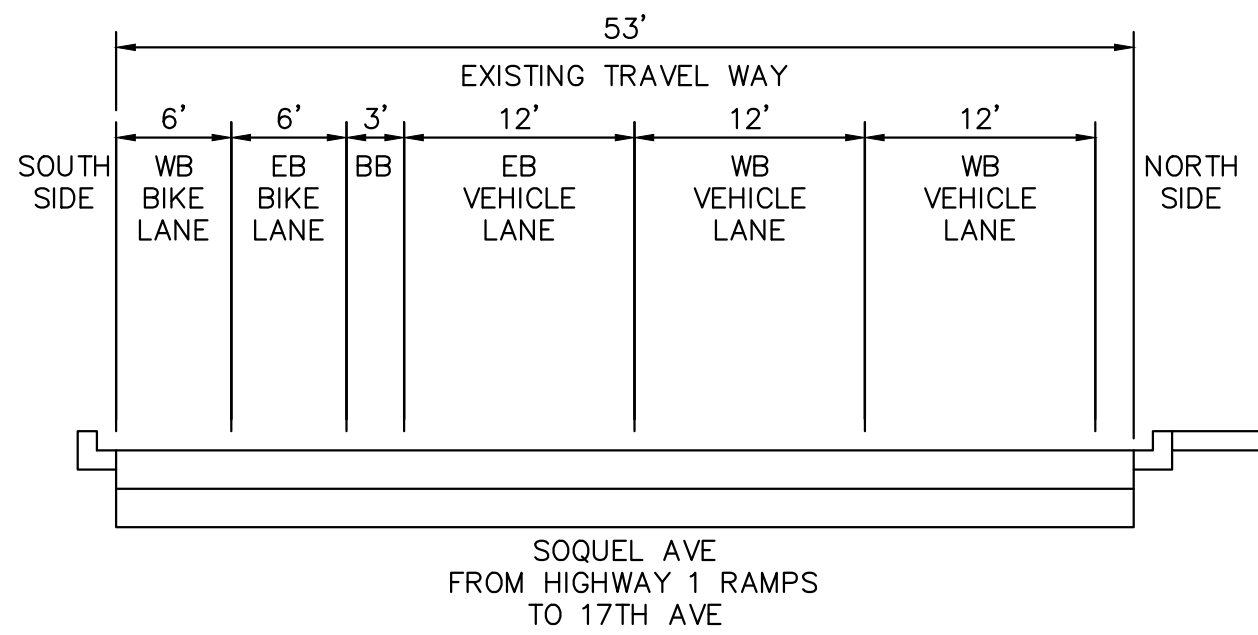 53'
EXISTING TRAVEL WAY
6' 6' 3' 12' 12' 12'
SOUTH SIDE
WB BIKE LANE
EB BIKE LANE
BB
EB VEHICLE LANE
WB VEHICLE LANE
WB VEHICLE LANE
NORTH SIDE
SOQUEL AVE
FROM HIGHWAY 1 RAMPS
TO 17TH AVE